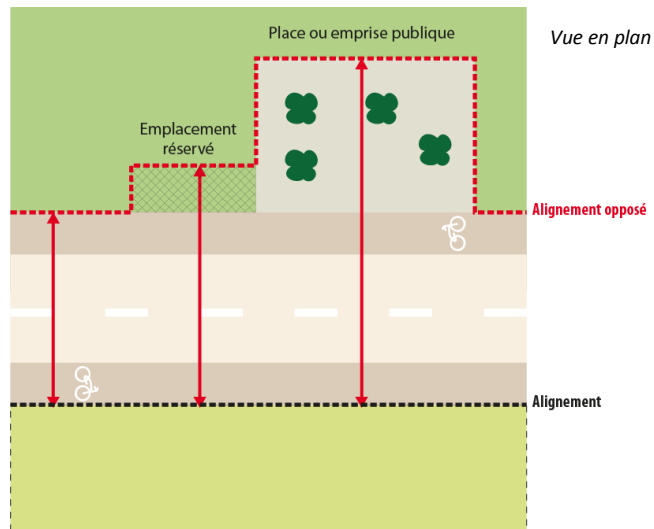 Place ou emprise publique
Vue en plan
Emplacement
réservé
Alignement opposé
Alignement